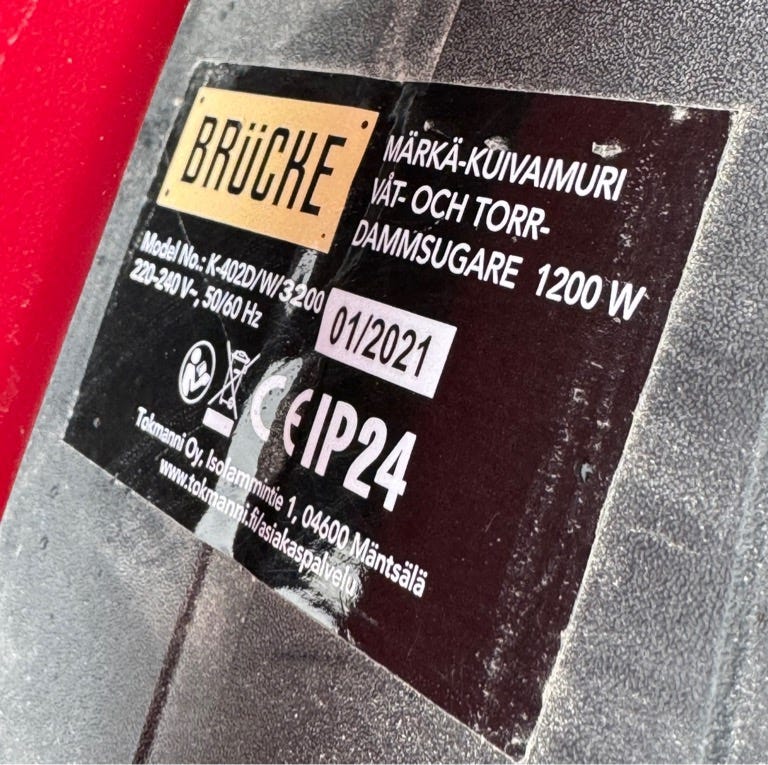 BRÜCKE
MÄRKÄ-KUIVAIMURI
VÅT- OCH TORR-
DAMMSUGARE 1200 W
Model No.: K-402D/W/3200
220-240 V~, 50/60 Hz
01/2021
CE IP24
Tokmanni Oy, Isolammintie 1, 04600 Mäntsälä
www.tokmanni.fi/asiakaspalvelu